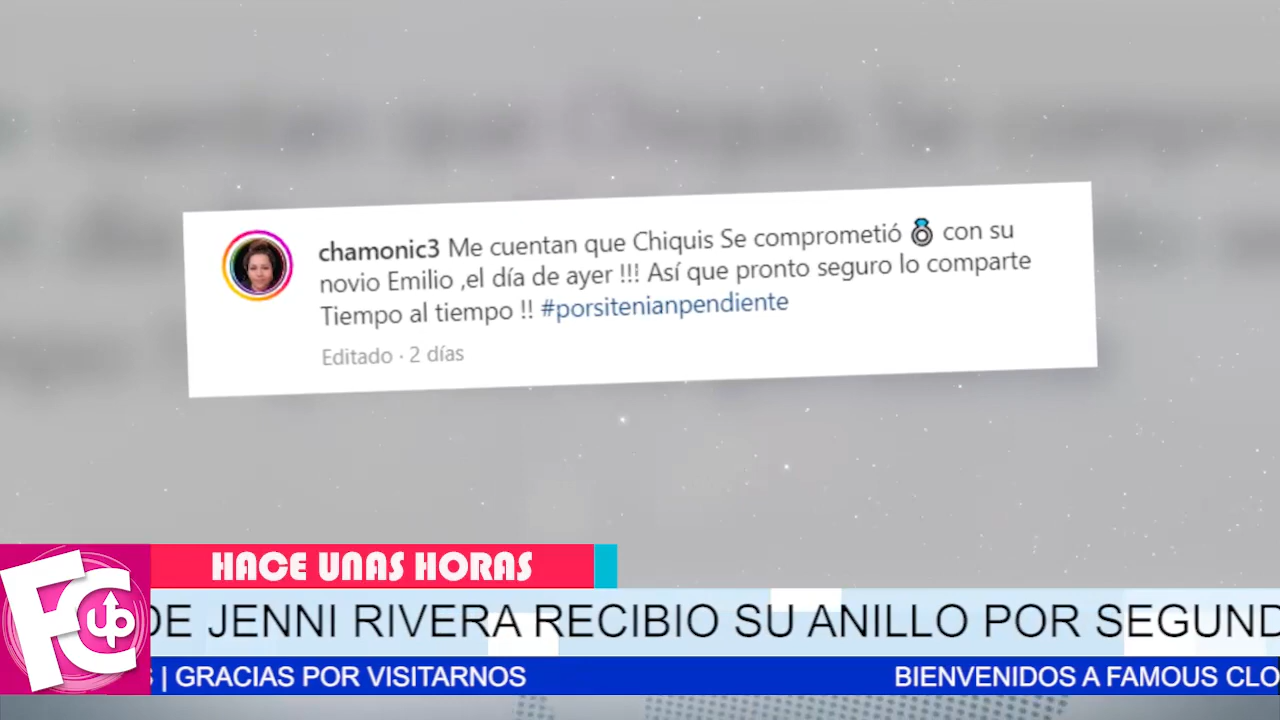 chamonic3 Me cuentan que Chiquis Se comprometió 💍 con su
novio Emilio ,el día de ayer !!! Así que pronto seguro lo comparte
Tiempo al tiempo !! #porsitenianpendiente
Editado · 2 días
HACE UNAS HORAS
FC up
DE JENNI RIVERA RECIBIO SU ANILLO POR SEGUND
| GRACIAS POR VISITARNOS
BIENVENIDOS A FAMOUS CLO